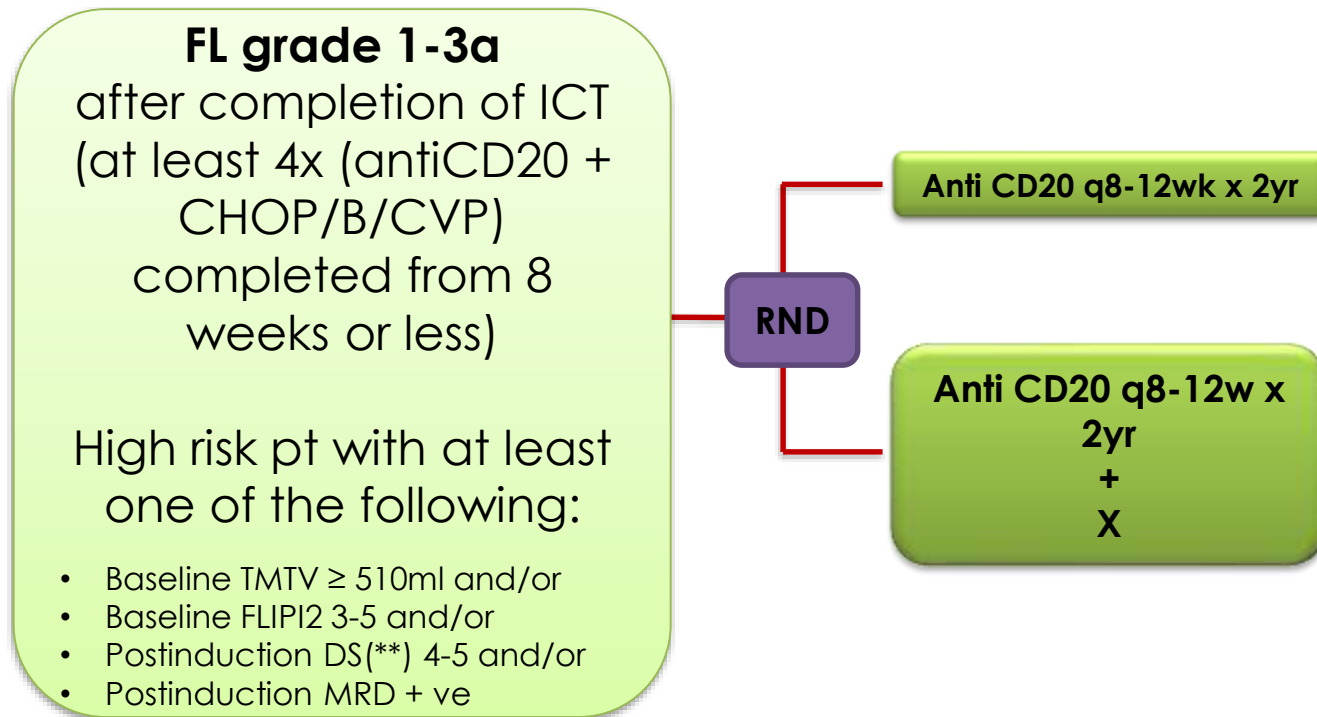 FL grade 1-3a
after completion of ICT
(at least 4x (antiCD20 +
CHOP/B/CVP)
completed from 8
weeks or less)
High risk pt with at least
one of the following:
• Baseline TMTV ≥ 510ml and/or
• Baseline FLIPI2 3-5 and/or
• Postinduction DS(**) 4-5 and/or
• Postinduction MRD + ve
RND
Anti CD20 q8-12wk x 2yr
Anti CD20 q8-12w x
2yr
+
X